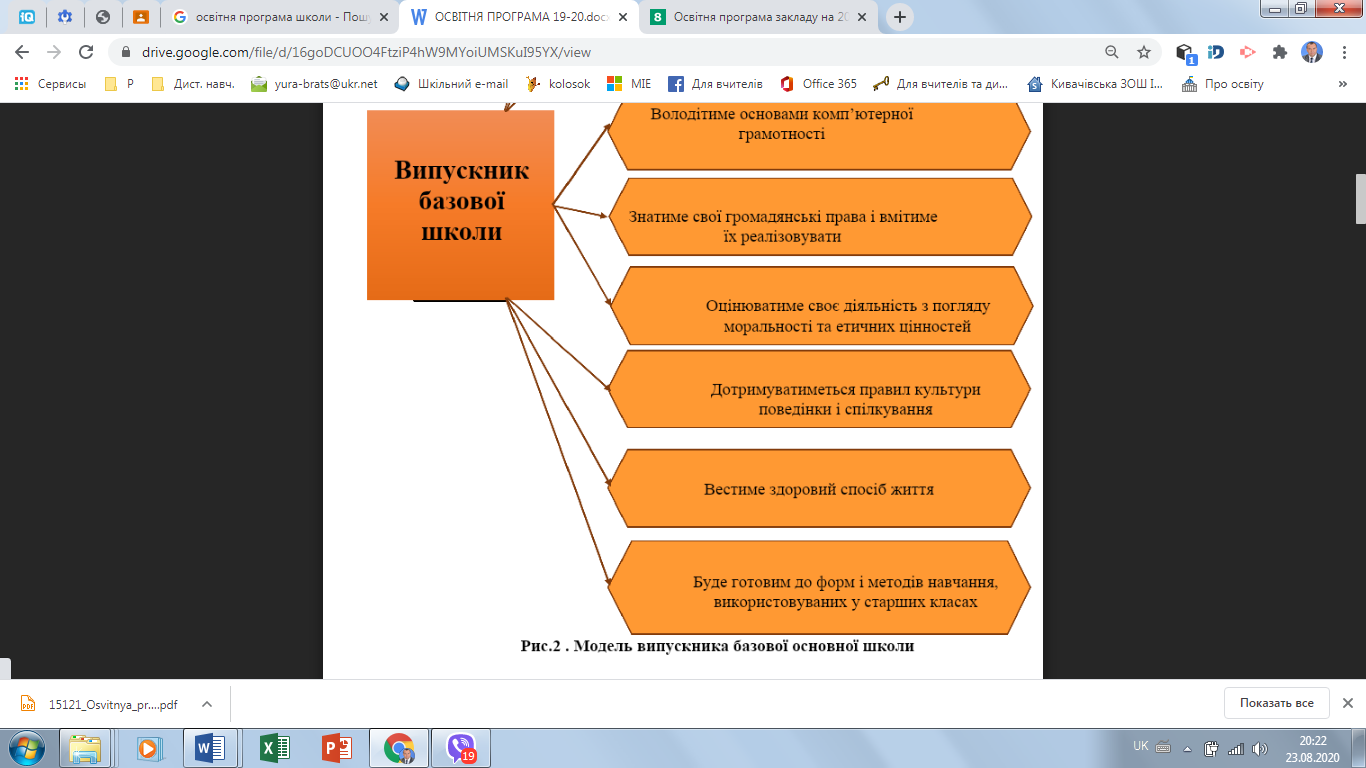 освітня програма школи - Пошу
ОСВІТНЯ ПРОГРАМА 19-20.docx
Освітня програма закладу на 20
drive.google.com/file/d/16goDCUOO4FtziP4hW9MYoiUMSKuI95YX/view
Сервисы
Р
Дист. навч.
yura-brats@ukr.net
Шкільний e-mail
kolosok
МІЕ
Для вчителів
Office 365
Для вчителів та ди...
Кивачівська ЗОШ І...
Про освіту
Випускник
базової
школи
Володітиме основами комп’ютерної
грамотності
Знатиме свої громадянські права і вмітиме
їх реалізовувати
Оцінюватиме своє діяльність з погляду
моральності та етичних цінностей
Дотримуватиметься правил культури
поведінки і спілкування
Вестиме здоровий спосіб життя
Буде готовим до форм і методів навчання,
використовуваних у старших класах
Рис.2 . Модель випускника базової основної школи
15121_Osvitnya_pr....pdf
Показать все
19
UK
20:22
23.08.2020